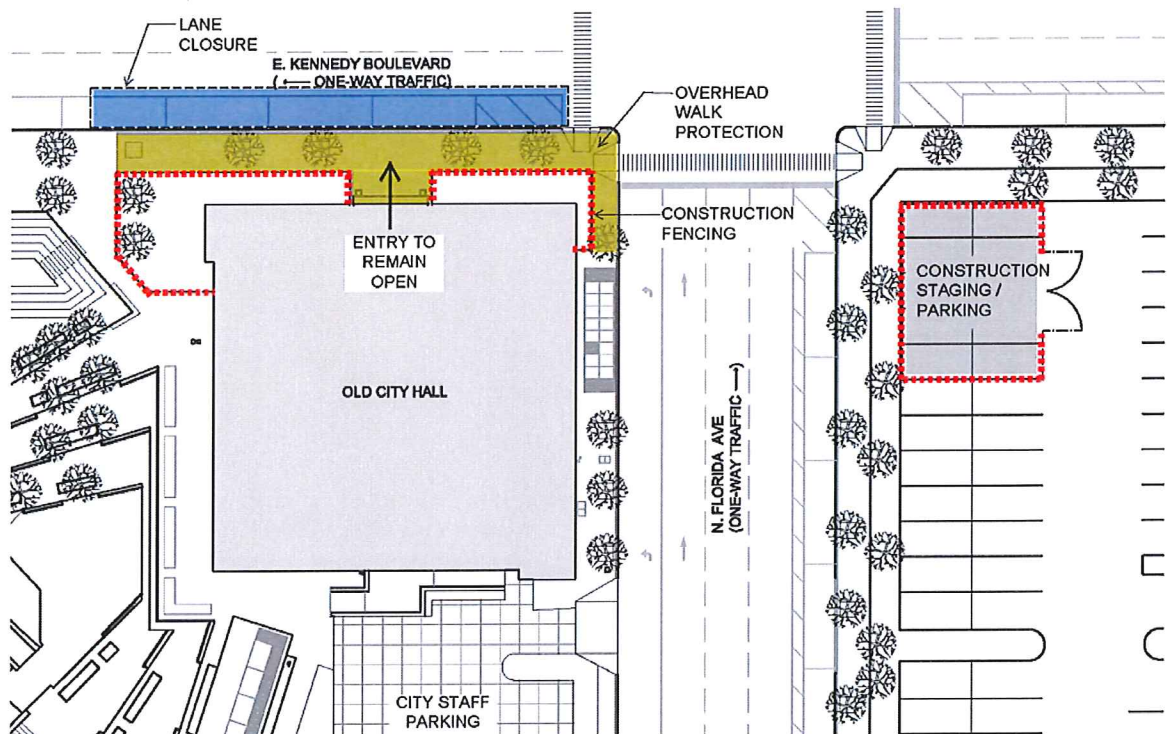 LANE
CLOSURE
E. KENNEDY BOULEVARD
(⟵ ONE-WAY TRAFFIC)
OVERHEAD
WALK
PROTECTION
CONSTRUCTION
FENCING
ENTRY TO
REMAIN
OPEN
CONSTRUCTION
STAGING /
PARKING
OLD CITY HALL
N. FLORIDA AVE
(ONE-WAY TRAFFIC ⟶)
CITY STAFF
PARKING